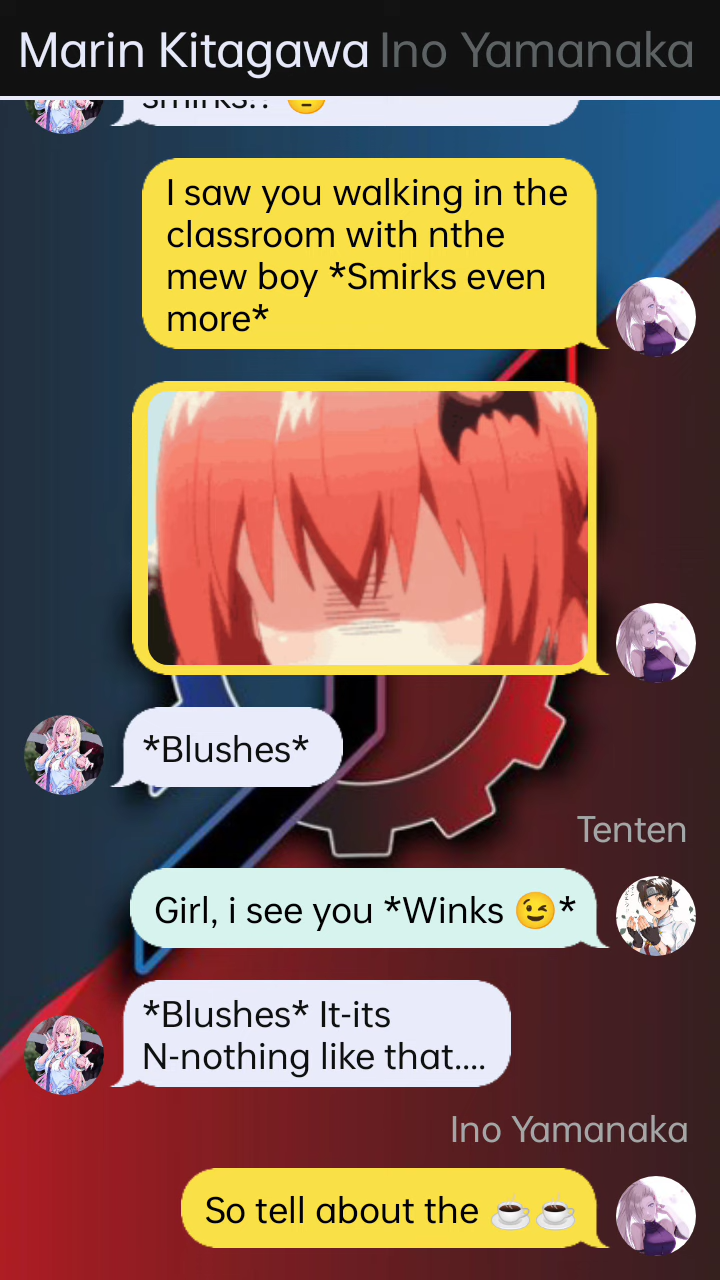 Marin Kitagawa Ino Yamanaka
smirks.. 😑
I saw you walking in the
classroom with nthe
mew boy *Smirks even
more*
*Blushes*
Tenten
Girl, i see you *Winks 😉*
*Blushes* It-its
N-nothing like that....
Ino Yamanaka
So tell about the ☕☕